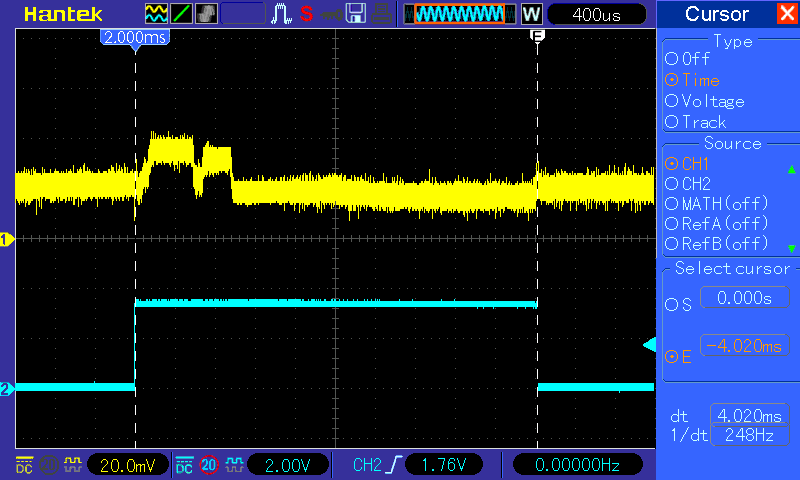 Hantek S W 400us
Cursor X
2.000ms
E
Type
Off
Time
Voltage
Track
Source
CH1
CH2
MATH(off)
RefA(off)
RefB(off)
1
Select cursor
S 0.000s
E -4.020ms
2
dt 4.020ms
1/dt 248Hz
DC 20 20.0mV DC 20 2.00V CH2 1.76V 0.00000Hz